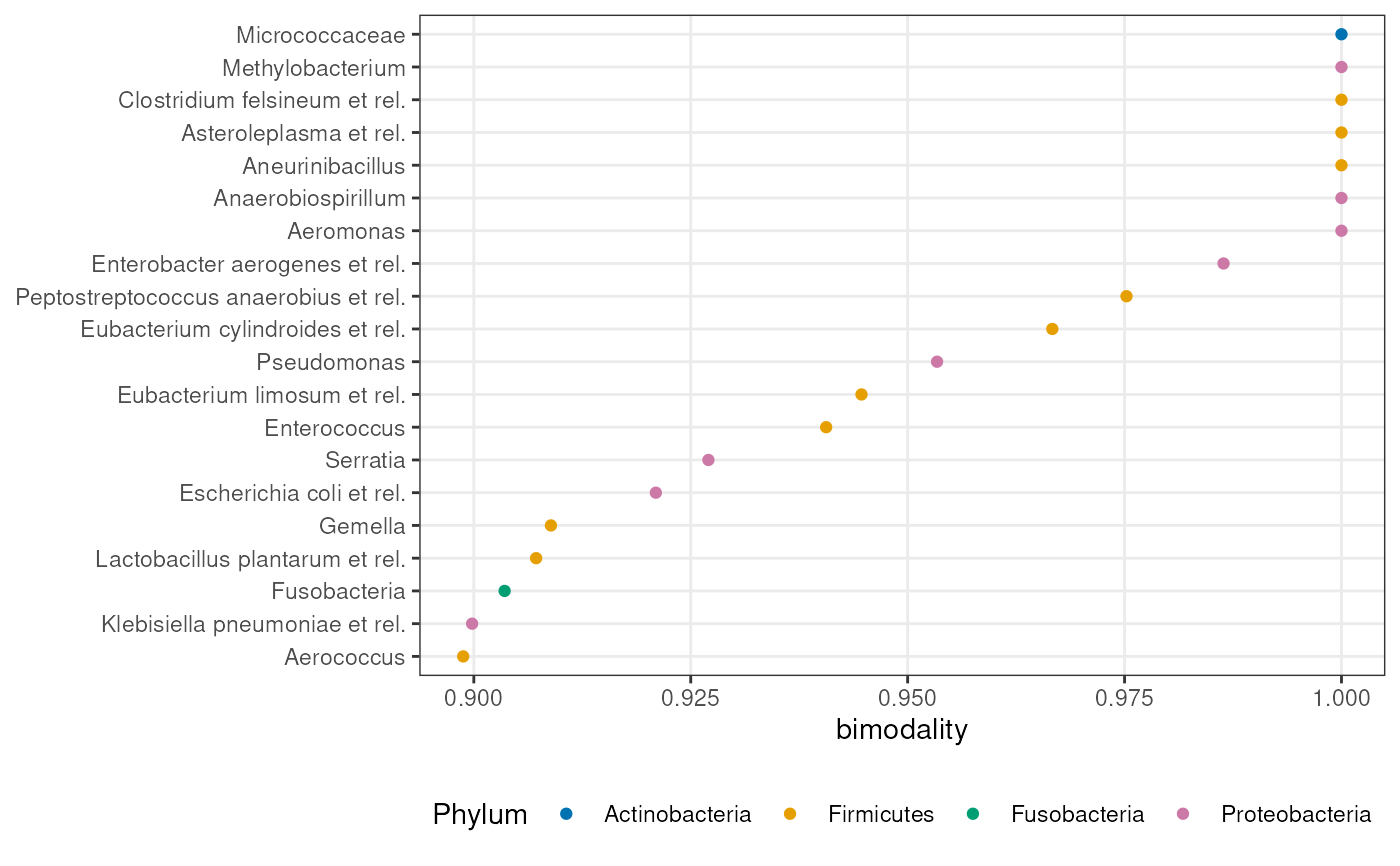 Micrococcaceae
Methylobacterium
Clostridium felsineum et rel.
Asteroleplasma et rel.
Aneurinibacillus
Anaerobiospirillum
Aeromonas
Enterobacter aerogenes et rel.
Peptostreptococcus anaerobius et rel.
Eubacterium cylindroides et rel.
Pseudomonas
Eubacterium limosum et rel.
Enterococcus
Serratia
Escherichia coli et rel.
Gemella
Lactobacillus plantarum et rel.
Fusobacteria
Klebisiella pneumoniae et rel.
Aerococcus
0.900 0.925 0.950 0.975 1.000
bimodality
Phylum Actinobacteria Firmicutes Fusobacteria Proteobacteria